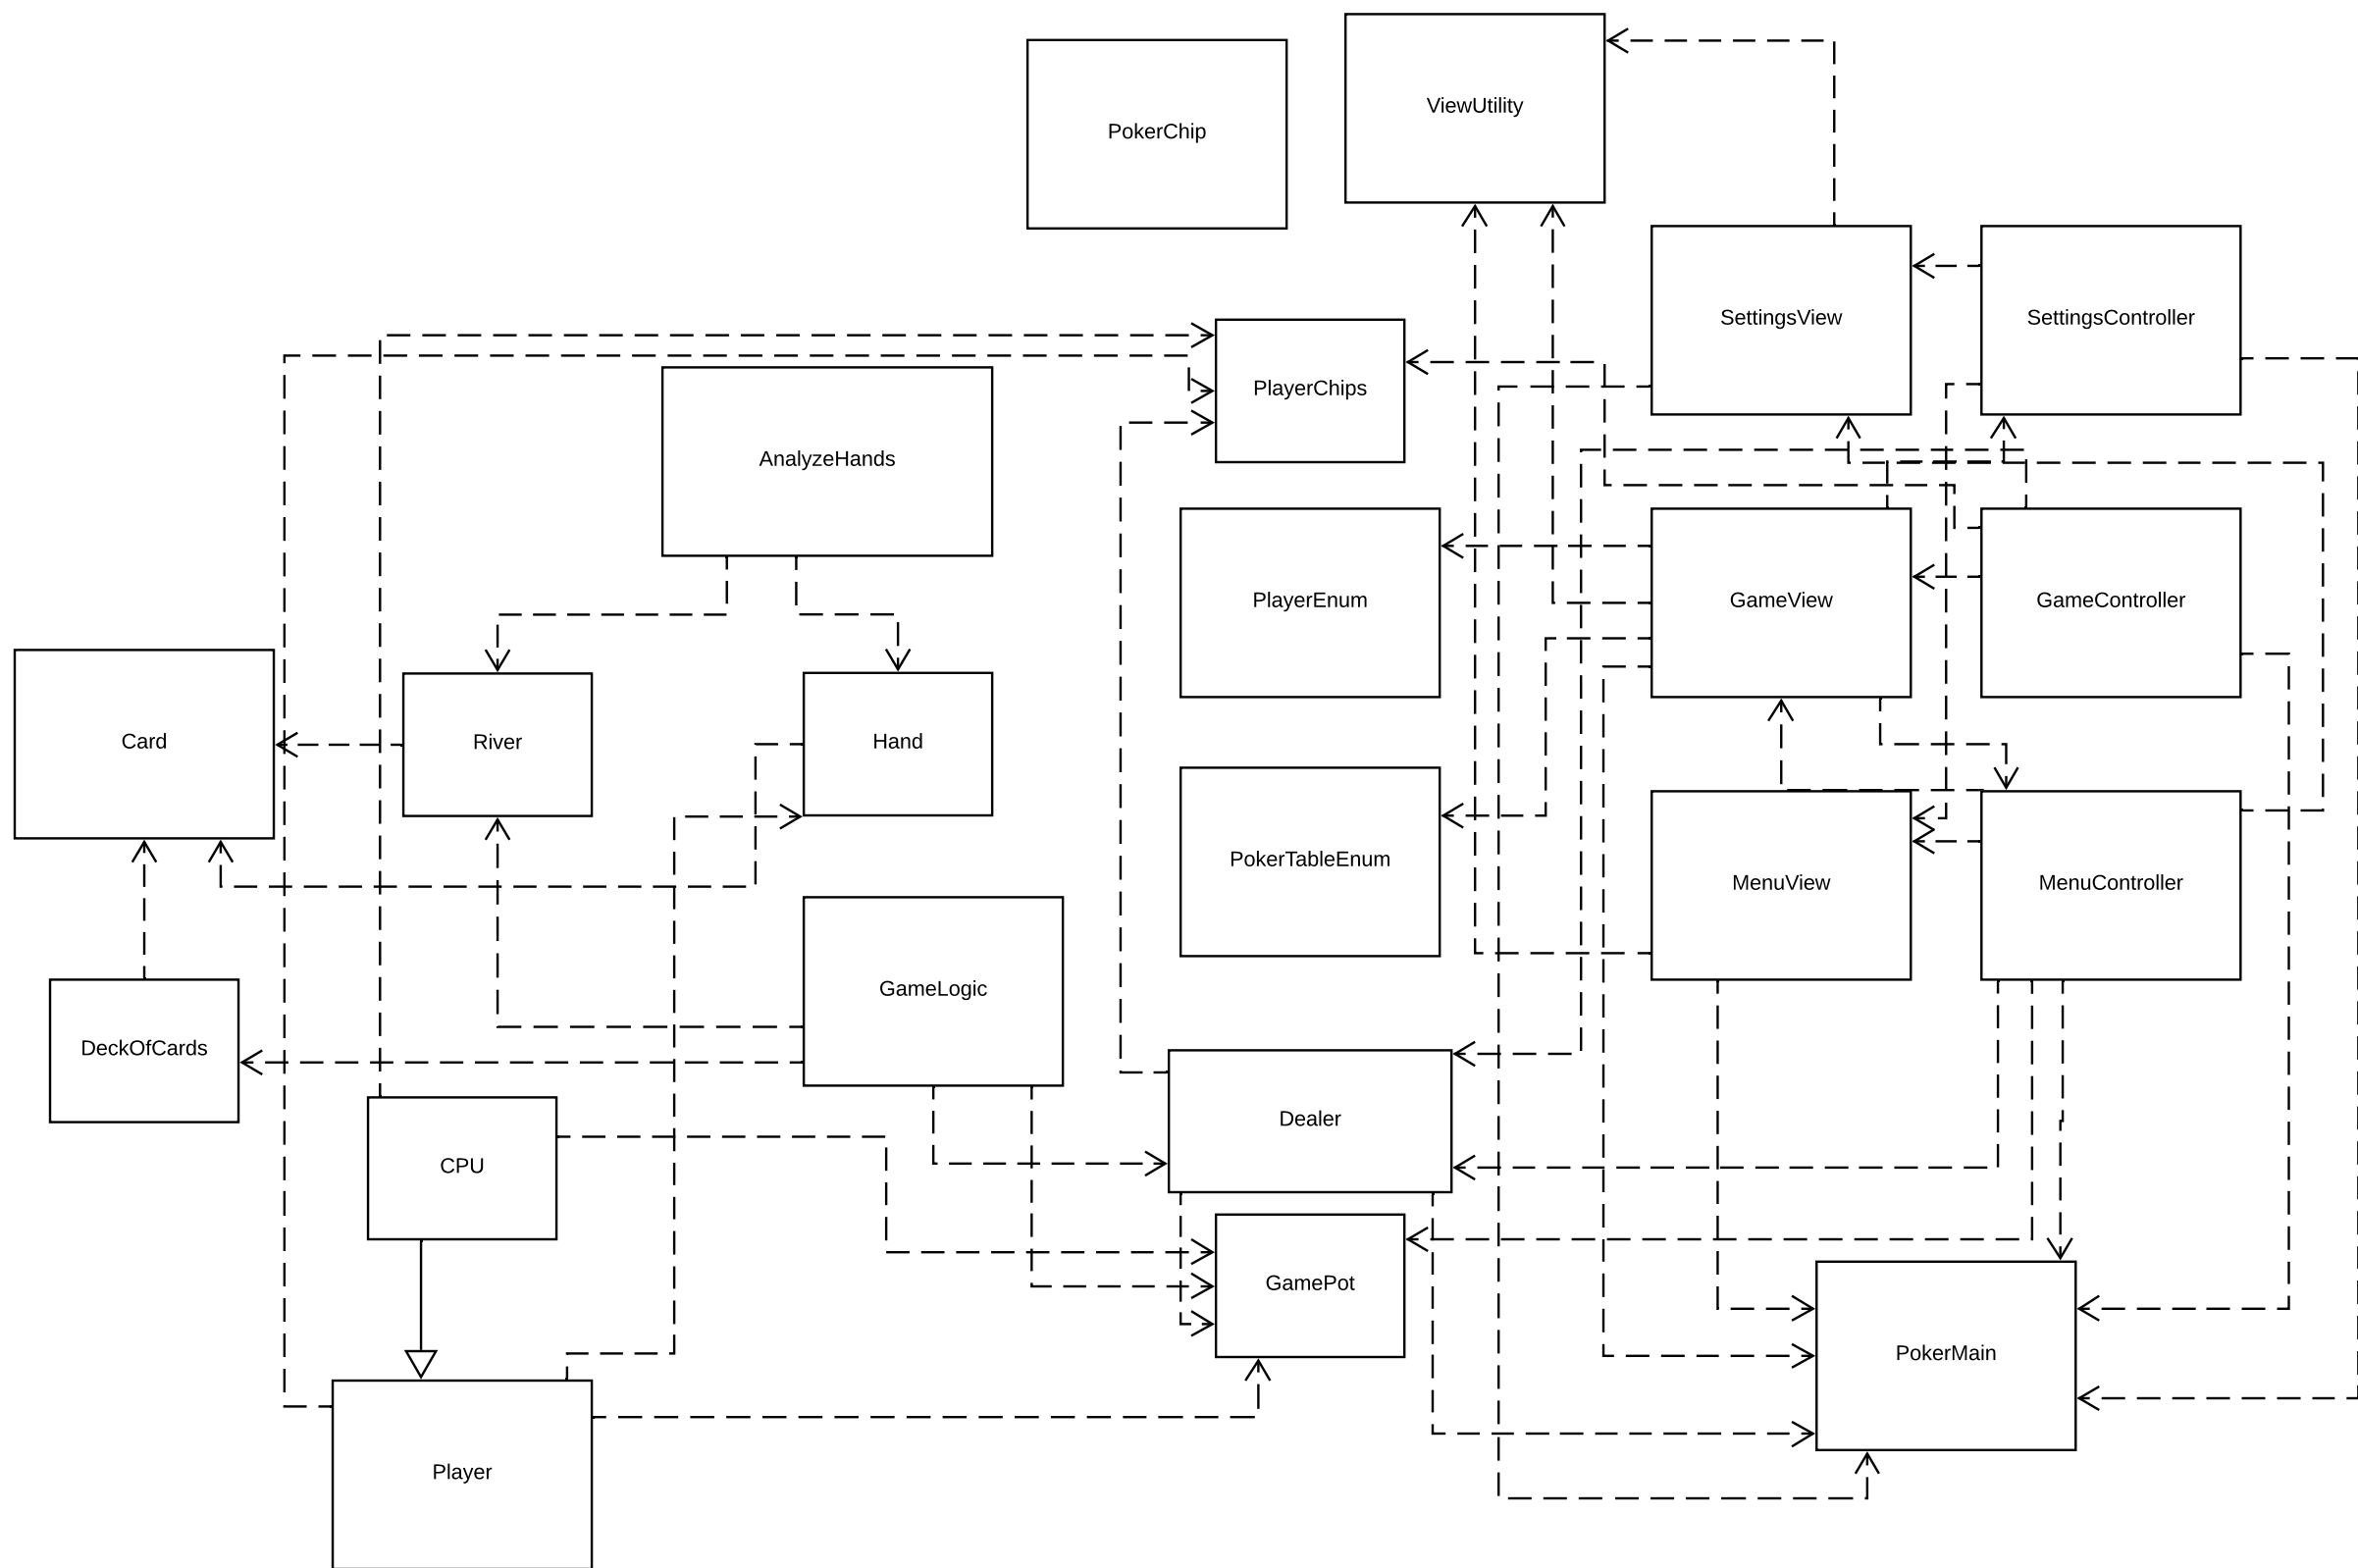 ViewUtility
PokerChip
SettingsView
SettingsController
PlayerChips
AnalyzeHands
PlayerEnum
GameView
GameController
Card
River
Hand
PokerTableEnum
MenuView
MenuController
GameLogic
DeckOfCards
Dealer
CPU
GamePot
PokerMain
Player